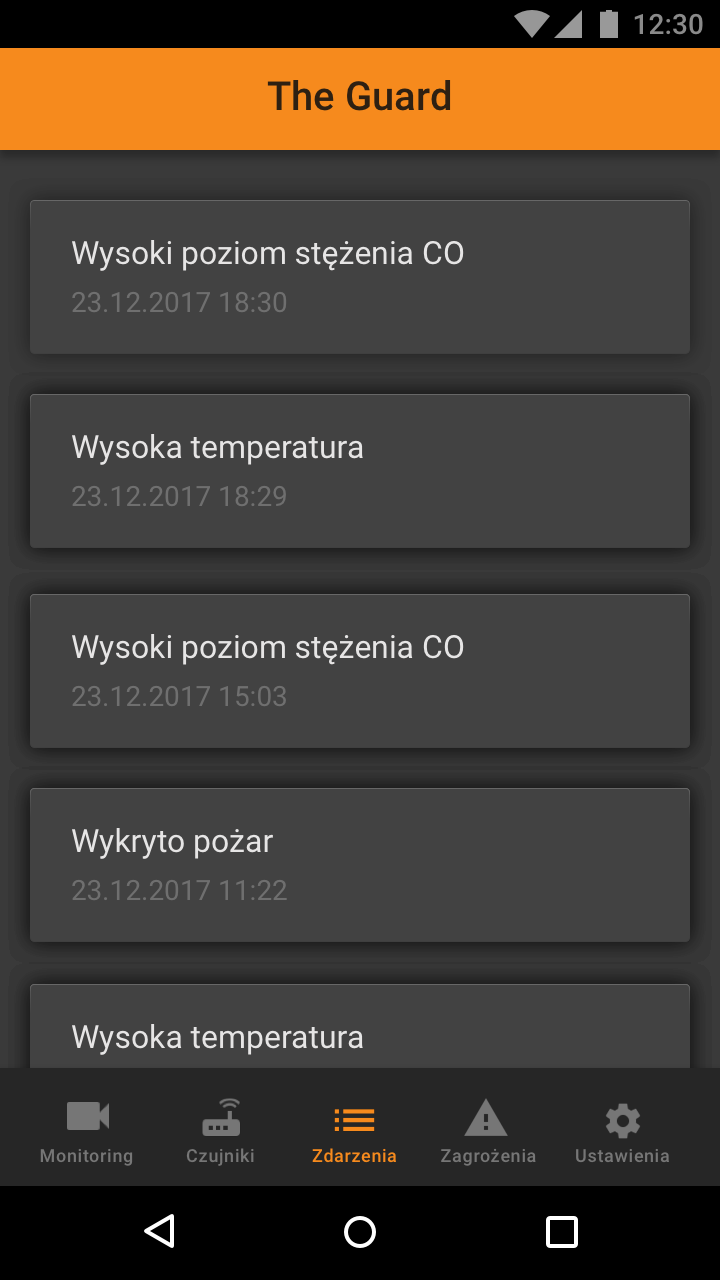 12:30
The Guard
Wysoki poziom stężenia CO
23.12.2017 18:30
Wysoka temperatura
23.12.2017 18:29
Wysoki poziom stężenia CO
23.12.2017 15:03
Wykryto pożar
23.12.2017 11:22
Wysoka temperatura
Monitoring Czujniki Zdarzenia Zagrożenia Ustawienia